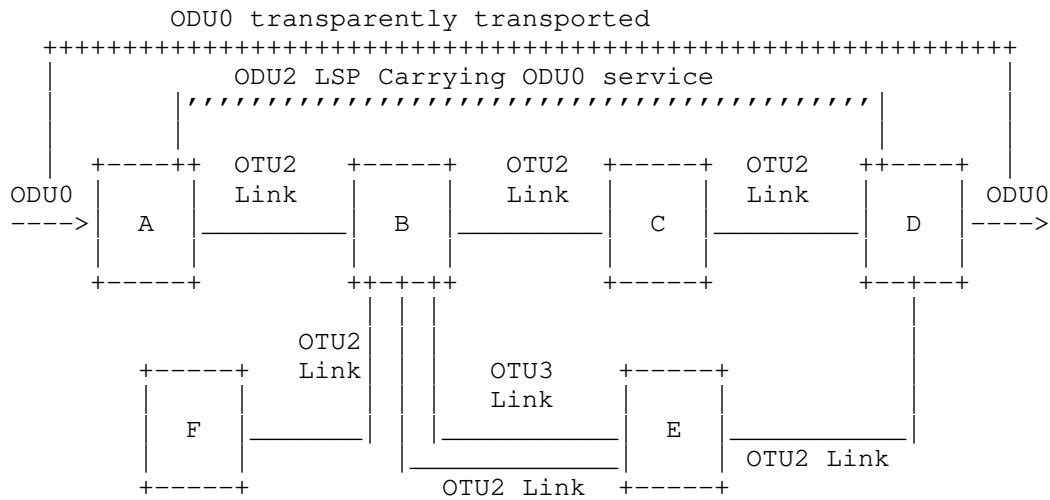 ODU0 transparently transported
ODU2 LSP Carrying ODU0 service
OTU2 OTU2 OTU2
ODU0 Link Link Link ODU0
A B C D
OTU2
Link OTU3
Link
F E
OTU2 Link
OTU2 Link